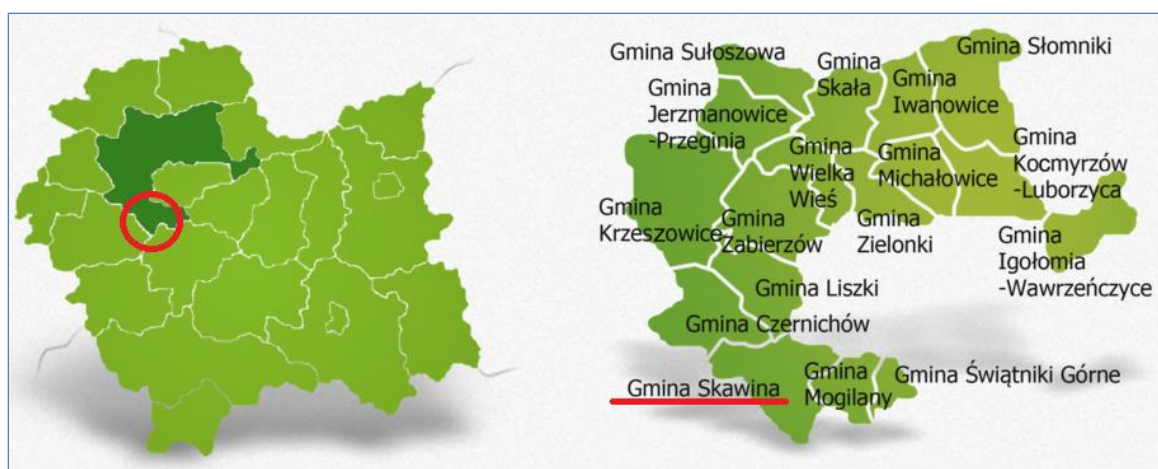 Gmina Sułoszowa
Gmina
Skała
Gmina Słomniki
Gmina
Jerzmanowice
-Przeginia
Gmina
Iwanowice
Gmina
Wielka
Wieś
Gmina
Michałowice
Gmina
Kocmyrzów
-Luborzyca
Gmina
Krzeszowice
Gmina
Zabierzów
Gmina
Zielonki
Gmina
Igołomia
-Wawrzeńczyce
Gmina Liszki
Gmina Czernichów
Gmina Skawina
Gmina
Mogilany
Gmina Świątniki Górne